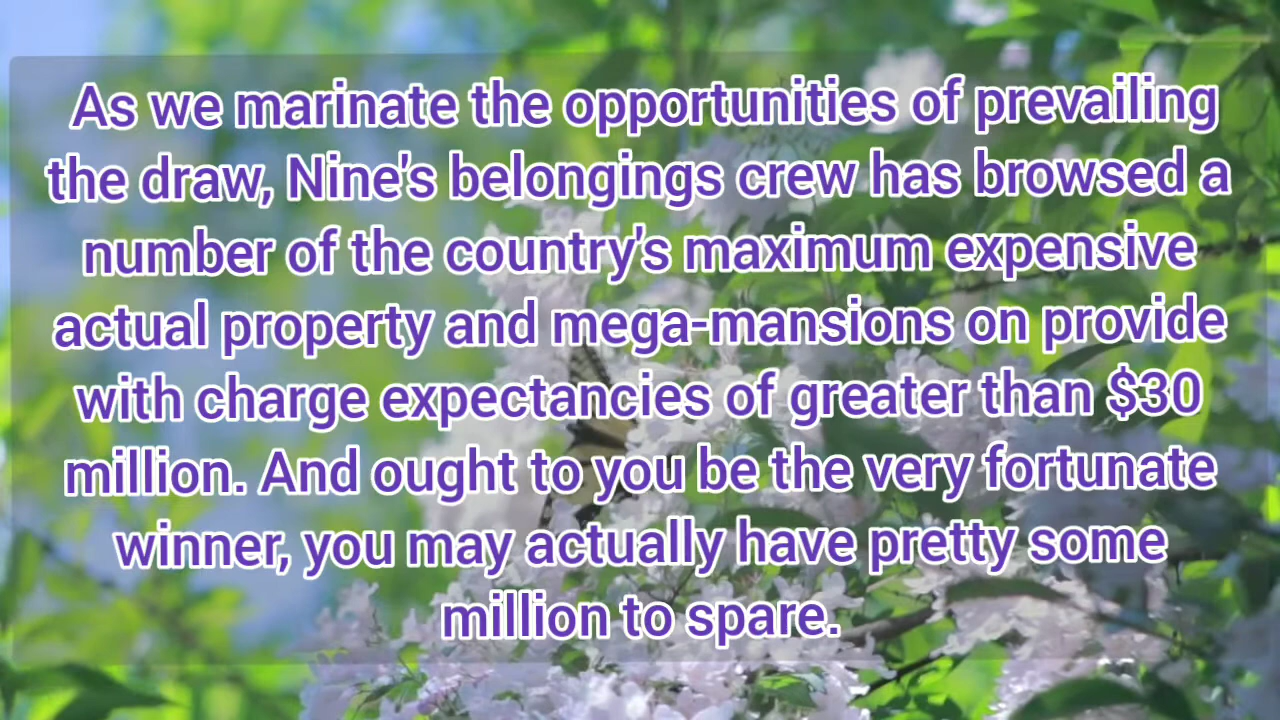 As we marinate the opportunities of prevailing
the draw, Nine's belongings crew has browsed a
number of the country's maximum expensive
actual property and mega-mansions on provide
with charge expectancies of greater than $30
million. And ought to you be the very fortunate
winner, you may actually have pretty some
million to spare.